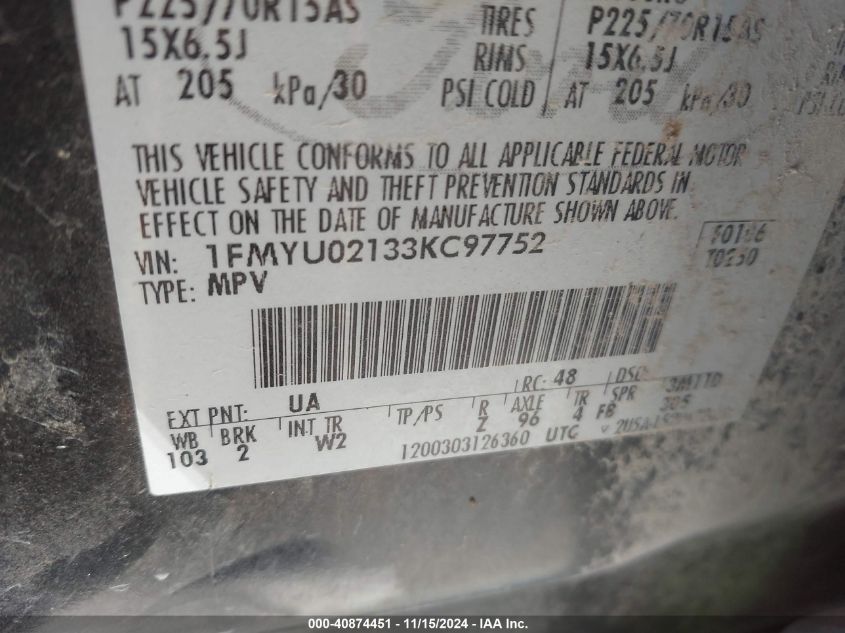 P225/70R15AS TIRES P225/70R15AS
15X6.5J RIMS 15X6.5J
AT 205 kPa/30 PSI COLD AT 205 kPa/30
THIS VEHICLE CONFORMS TO ALL APPLICABLE FEDERAL MOTOR
VEHICLE SAFETY AND THEFT PREVENTION STANDARDS IN
EFFECT ON THE DATE OF MANUFACTURE SHOWN ABOVE.
VIN: 1FMYU02133KC97752
TYPE: MPV
RC: 48 DSO:
EXT PNT: UA
WB BRK INT TR TP/PS R AXLE TR SPR
103 2 W2 Z 96 4 FB
1200303126360 UTC
000-40874451 - 11/15/2024 - IAA Inc.